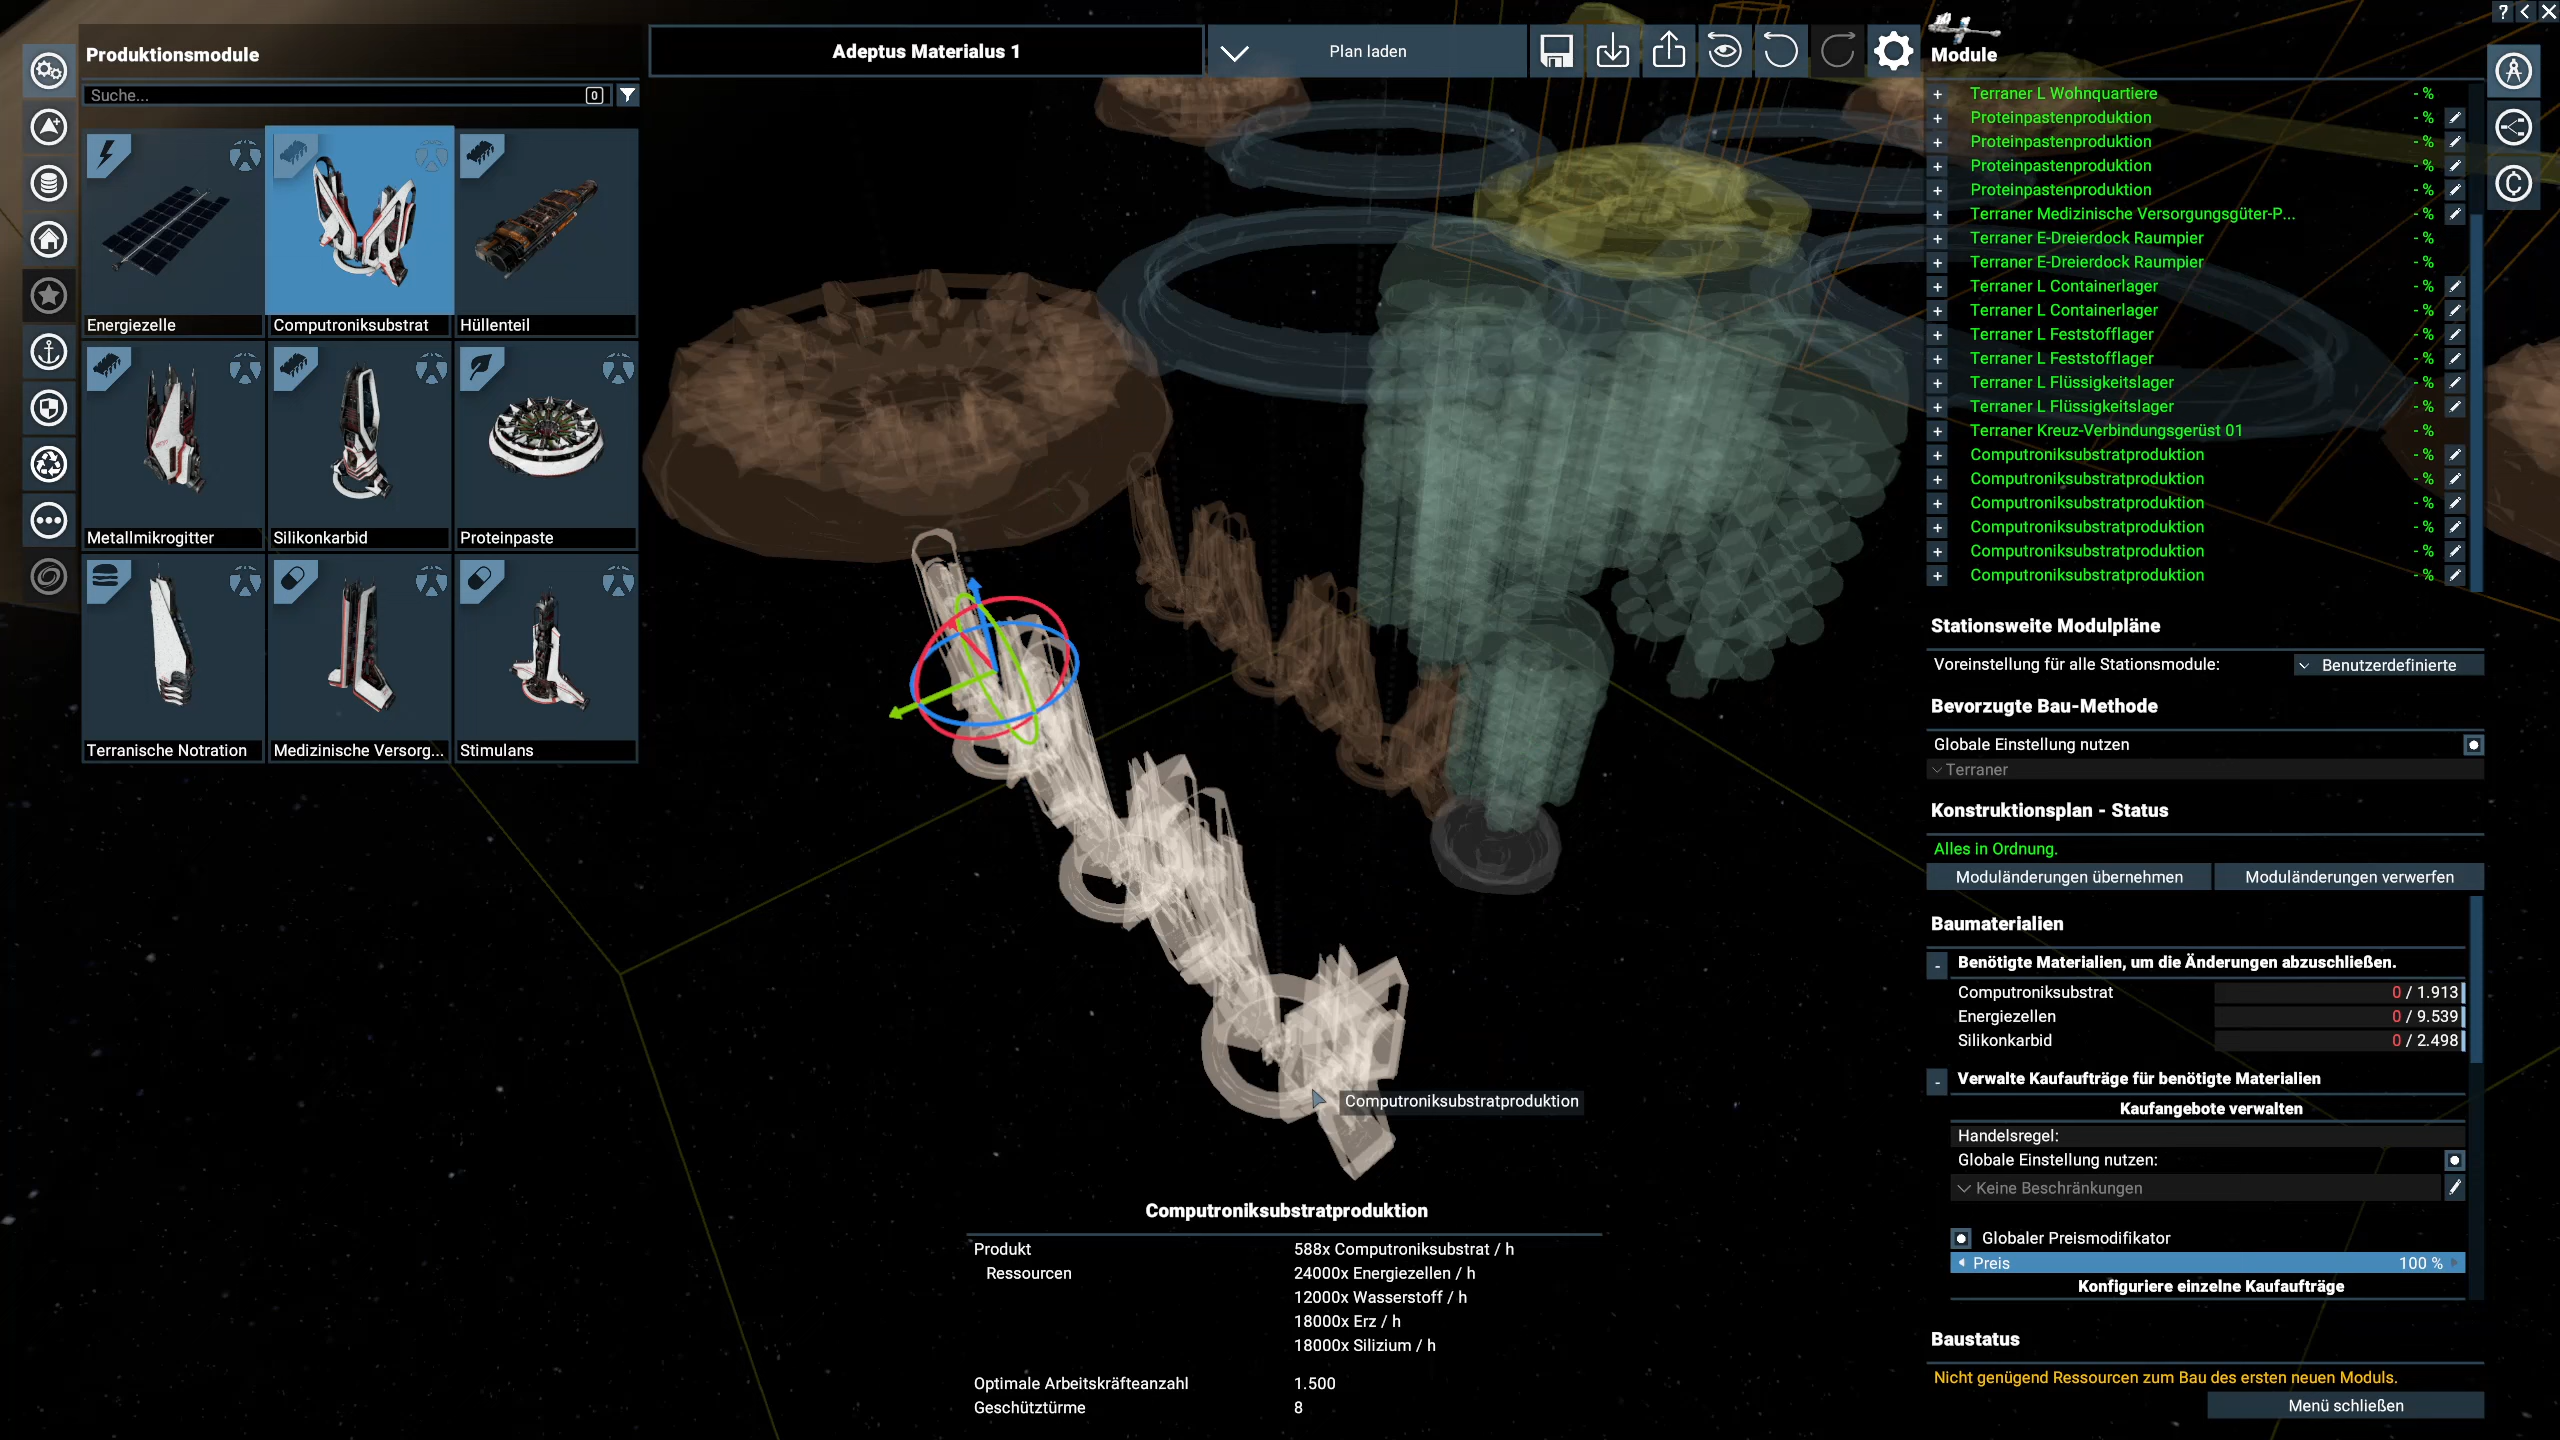 Produktionsmodule
Suche...
0
Energiezelle
Computroniksubstrat
Hüllenteil
Metallmikrogitter
Silikonkarbid
Proteinpaste
Terranische Notration
Medizinische Versorg...
Stimulans
Adeptus Materialus 1
Plan laden
Computroniksubstratproduktion
Computroniksubstratproduktion
Produkt 588x Computroniksubstrat / h
Ressourcen 24000x Energiezellen / h
12000x Wasserstoff / h
18000x Erz / h
18000x Silizium / h
Optimale Arbeitskräfteanzahl 1.500
Geschütztürme 8
?
Module
+ Terraner L Wohnquartiere - %
+ Proteinpastenproduktion - %
+ Proteinpastenproduktion - %
+ Proteinpastenproduktion - %
+ Proteinpastenproduktion - %
+ Terraner Medizinische Versorgungsgüter-P... - %
+ Terraner E-Dreierdock Raumpier - %
+ Terraner E-Dreierdock Raumpier - %
+ Terraner L Containerlager - %
+ Terraner L Containerlager - %
+ Terraner L Feststofflager - %
+ Terraner L Feststofflager - %
+ Terraner L Flüssigkeitslager - %
+ Terraner L Flüssigkeitslager - %
+ Terraner Kreuz-Verbindungsgerüst 01 - %
+ Computroniksubstratproduktion - %
+ Computroniksubstratproduktion - %
+ Computroniksubstratproduktion - %
+ Computroniksubstratproduktion - %
+ Computroniksubstratproduktion - %
+ Computroniksubstratproduktion - %
Stationsweite Modulpläne
Voreinstellung für alle Stationsmodule: Benutzerdefinierte
Bevorzugte Bau-Methode
Globale Einstellung nutzen
Terraner
Konstruktionsplan - Status
Alles in Ordnung.
Moduländerungen übernehmen Moduländerungen verwerfen
Baumaterialien
- Benötigte Materialien, um die Änderungen abzuschließen.
Computroniksubstrat 0 / 1.913
Energiezellen 0 / 9.539
Silikonkarbid 0 / 2.498
- Verwalte Kaufaufträge für benötigte Materialien
Kaufangebote verwalten
Handelsregel:
Globale Einstellung nutzen:
Keine Beschränkungen
Globaler Preismodifikator
Preis 100 %
Konfiguriere einzelne Kaufaufträge
Baustatus
Nicht genügend Ressourcen zum Bau des ersten neuen Moduls.
Menü schließen